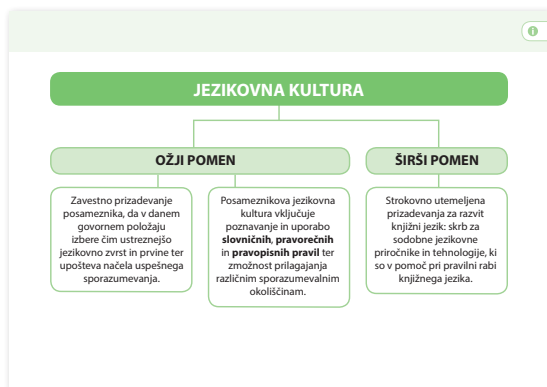 JEZIKOVNA KULTURA
OŽJI POMEN
ŠIRŠI POMEN
Zavestno prizadevanje
posameznika, da v danem
govornem položaju
izbere čim ustreznejšo
jezikovno zvrst in prvine ter
upošteva načela uspešnega
sporazumevanja.
Posameznikova jezikovna
kultura vključuje
poznavanje in uporabo
slovničnih, pravorečnih
in pravopisnih pravil ter
zmožnost prilagajanja
različnim sporazumevalnim
okoliščinam.
Strokovno utemeljena
prizadevanja za razvit
knjižni jezik: skrb za
sodobne jezikovne
priročnike in tehnologije, ki
so v pomoč pri pravilni rabi
knjižnega jezika.